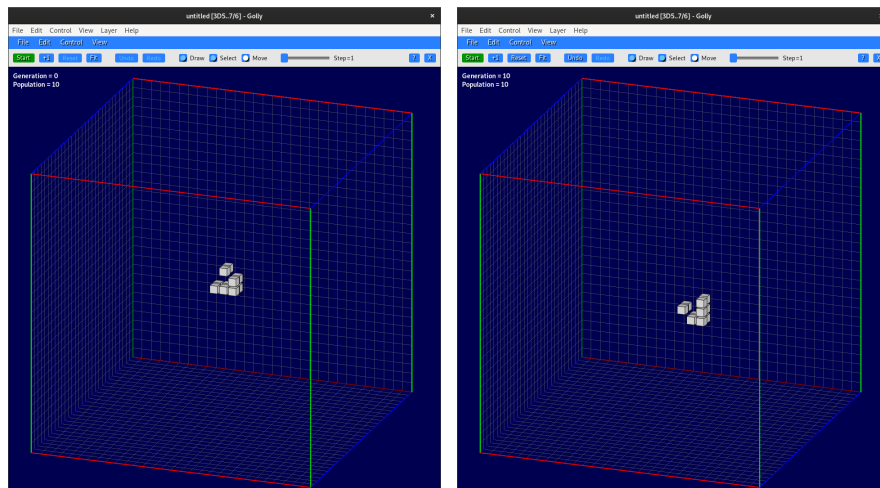 untitled [3D5..7/6] - Golly
File Edit Control View Layer Help
File Edit Control View
Start +1 Reset Fit Undo Redo Draw Select Move Step=1 ? X
Generation = 0
Population = 10
untitled [3D5..7/6] - Golly
File Edit Control View Layer Help
File Edit Control View
Start +1 Reset Fit Undo Redo Draw Select Move Step=1 ? X
Generation = 10
Population = 10